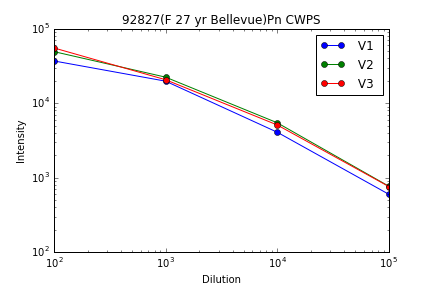 92827(F 27 yr Bellevue)Pn CWPS
V1
V2
V3
Intensity
10^5
10^4
10^3
10^2
10^2 10^3 10^4 10^5
Dilution